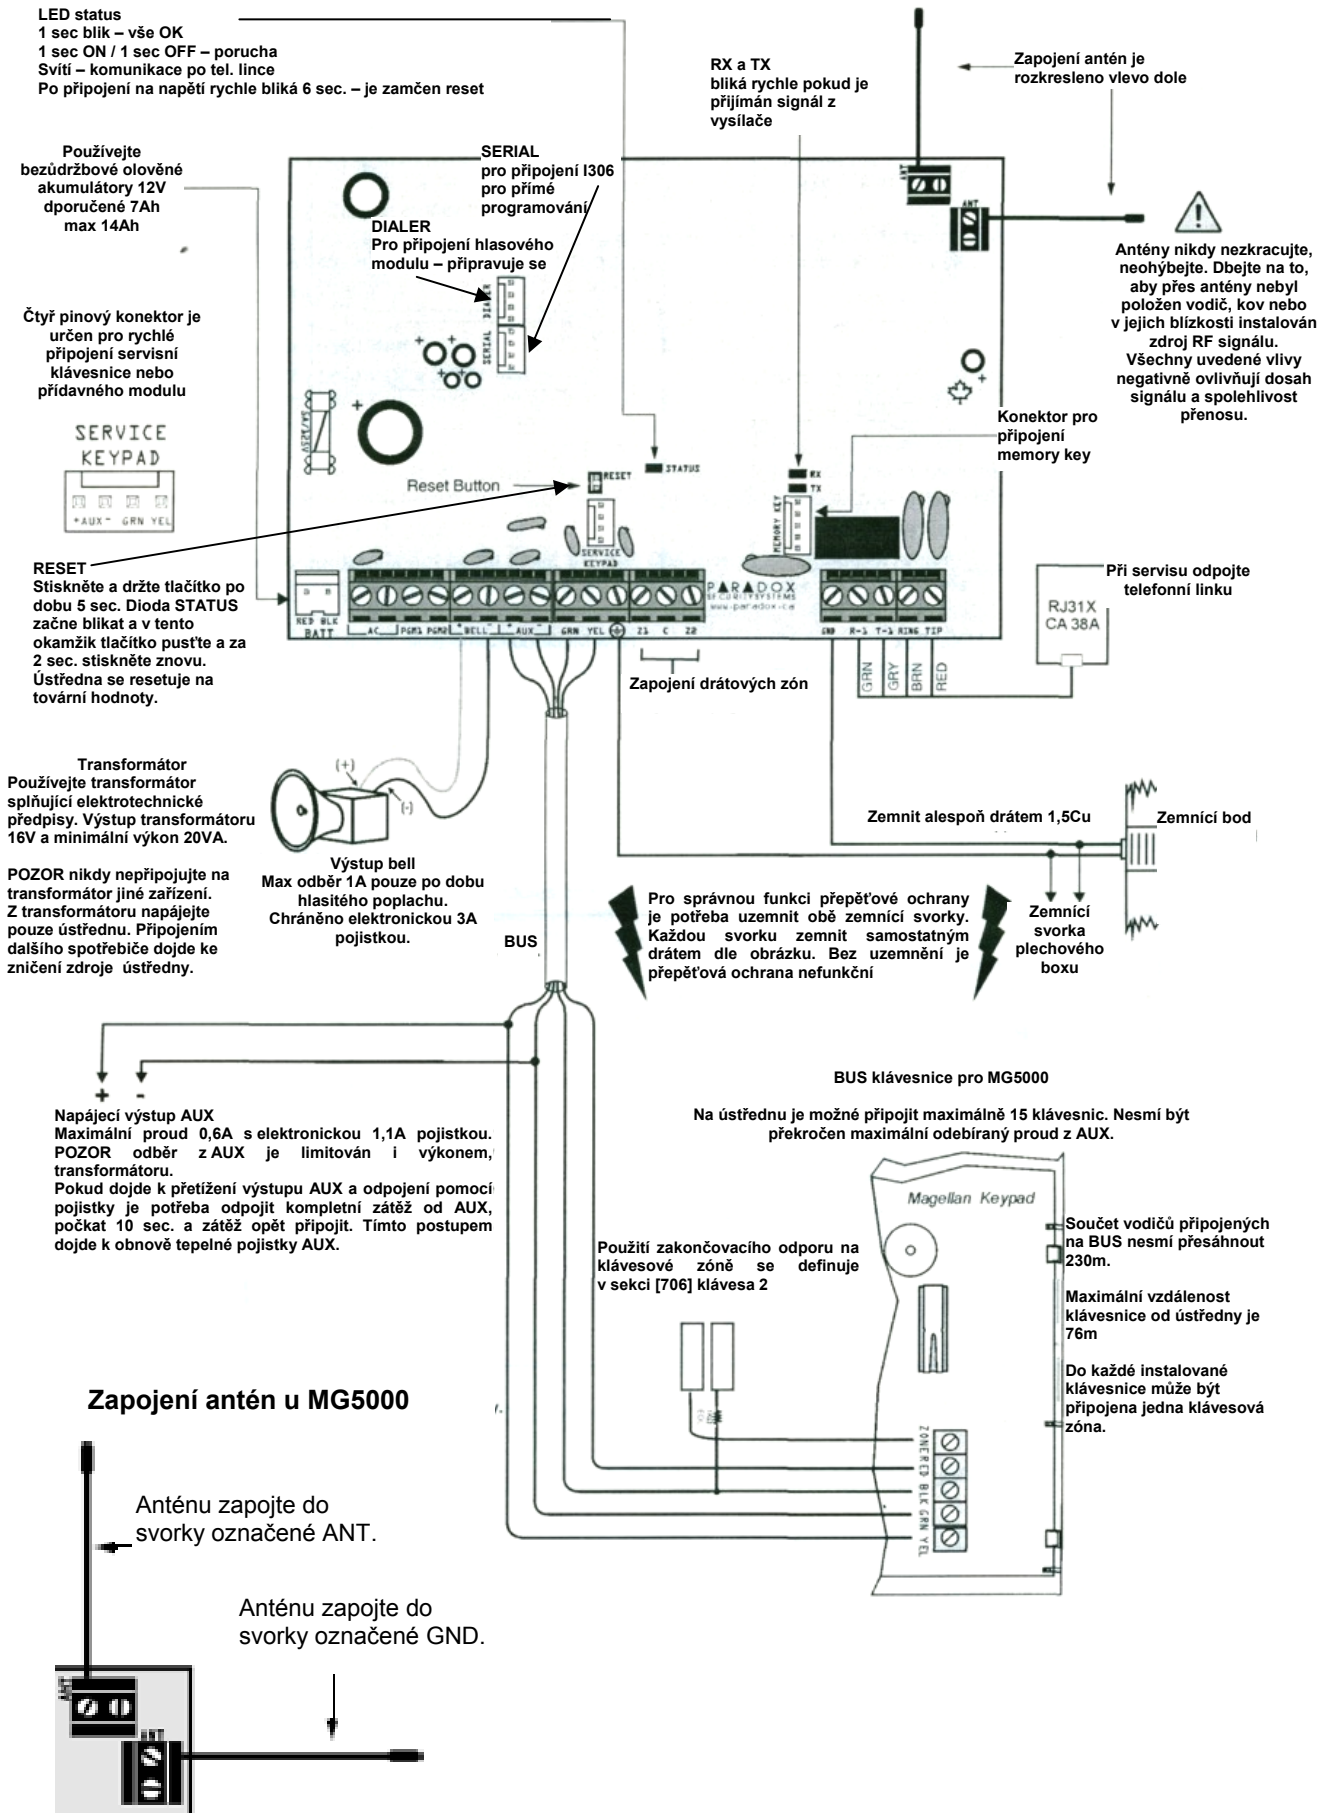 LED status
1 sec blik – vše OK
1 sec ON / 1 sec OFF – porucha
Svítí – komunikace po tel. lince
Po připojení na napětí rychle bliká 6 sec. – je zamčen reset
RX a TX
bliká rychle pokud je
přijímán signál z
vysílače
Zapojení antén je
rozkresleno vlevo dole
Používejte
bezúdržbové olověné
akumulátory 12V
dporučené 7Ah
max 14Ah
SERIAL
pro připojení I306
pro přímé
programování
DIALER
Pro připojení hlasového
modulu – připravuje se
ANT
ANT
Antény nikdy nezkracujte,
neohýbejte. Dbejte na to,
aby přes antény nebyl
položen vodič, kov nebo
v jejich blízkosti instalován
zdroj RF signálu.
Všechny uvedené vlivy
negativně ovlivňují dosah
signálu a spolehlivost
přenosu.
Čtyř pinový konektor je
určen pro rychlé
připojení servisní
klávesnice nebo
přídavného modulu
DIALER
SERIAL
SERVICE
KEYPAD
+AUX- GRN YEL
Konektor pro
připojení
memory key
STATUS
RESET
Reset Button
RX
TX
MEMORY KEY
SERVICE
KEYPAD
RESET
Stiskněte a držte tlačítko po
dobu 5 sec. Dioda STATUS
začne blikat a v tento
okamžik tlačítko pusťte a za
2 sec. stiskněte znovu.
Ústředna se resetuje na
tovární hodnoty.
PARADOX
SECURITY SYSTEMS
www.paradox.ca
RED BLK
BATT
AC PGM1 PGM2 + BELL - + AUX - GRN YEL Z1 C Z2
GND R-1 T-1 RING TIP
GRN
GRY
BRN
RED
RJ31X
CA 38A
Při servisu odpojte
telefonní linku
Zapojení drátových zón
Transformátor
Používejte transformátor
splňující elektrotechnické
předpisy. Výstup transformátoru
16V a minimální výkon 20VA.
POZOR nikdy nepřipojujte na
transformátor jiné zařízení.
Z transformátoru napájejte
pouze ústřednu. Připojením
dalšího spotřebiče dojde ke
zničení zdroje ústředny.
(+)
(-)
Výstup bell
Max odběr 1A pouze po dobu
hlasitého poplachu.
Chráněno elektronickou 3A
pojistkou.
BUS
Zemnit alespoň drátem 1,5Cu
Zemnící bod
Pro správnou funkci přepěťové ochrany
je potřeba uzemnit obě zemnící svorky.
Každou svorku zemnit samostatným
drátem dle obrázku. Bez uzemnění je
přepěťová ochrana nefunkční
Zemnící
svorka
plechového
boxu
+ -
Napájecí výstup AUX
Maximální proud 0,6A s elektronickou 1,1A pojistkou.
POZOR odběr z AUX je limitován i výkonem
transformátoru.
Pokud dojde k přetížení výstupu AUX a odpojení pomocí
pojistky je potřeba odpojit kompletní zátěž od AUX,
počkat 10 sec. a zátěž opět připojit. Tímto postupem
dojde k obnově tepelné pojistky AUX.
BUS klávesnice pro MG5000
Na ústřednu je možné připojit maximálně 15 klávesnic. Nesmí být
překročen maximální odebíraný proud z AUX.
Magellan Keypad
Součet vodičů připojených
na BUS nesmí přesáhnout
230m.
Maximální vzdálenost
klávesnice od ústředny je
76m
Do každé instalované
klávesnice může být
připojena jedna klávesová
zóna.
Použití zakončovacího odporu na
klávesové zóně se definuje
v sekci [706] klávesa 2
ZONE RED BLK GRN YEL
Zapojení antén u MG5000
Anténu zapojte do
svorky označené ANT.
Anténu zapojte do
svorky označené GND.
ANT
ANT